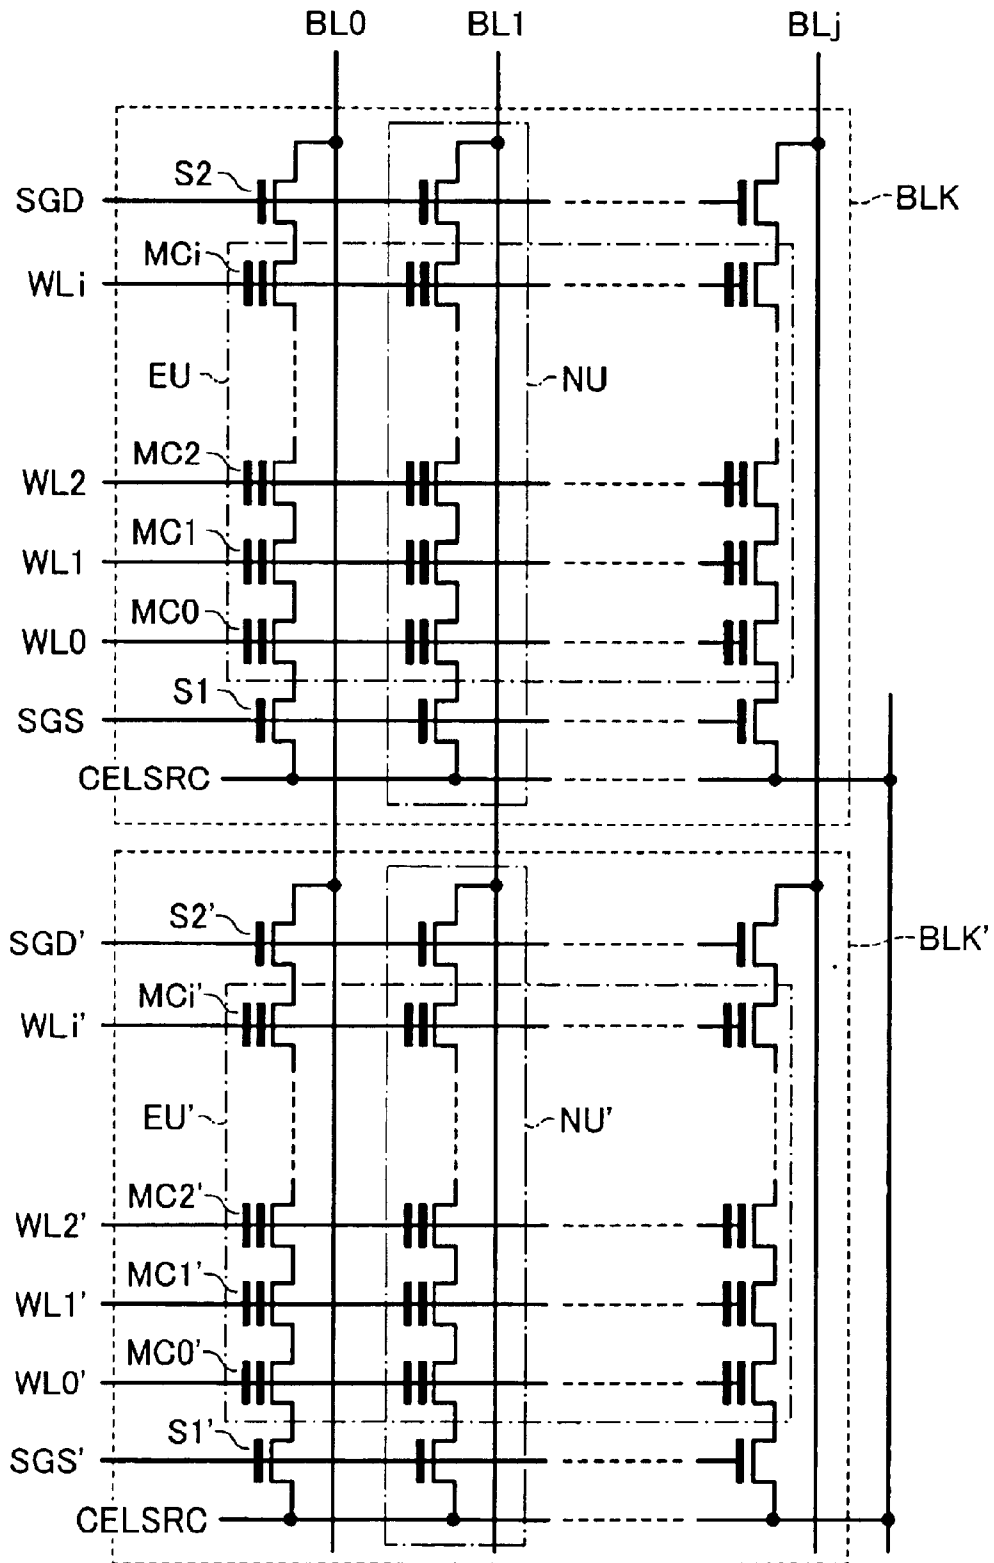 BL0 BL1 BLj
S2
SGD
BLK
MCi
WLi
EU
NU
MC2
WL2
MC1
WL1
MC0
WL0
S1
SGS
CELSRC
S2'
SGD'
BLK'
MCi'
WLi'
EU'
NU'
MC2'
WL2'
MC1'
WL1'
MC0'
WL0'
S1'
SGS'
CELSRC